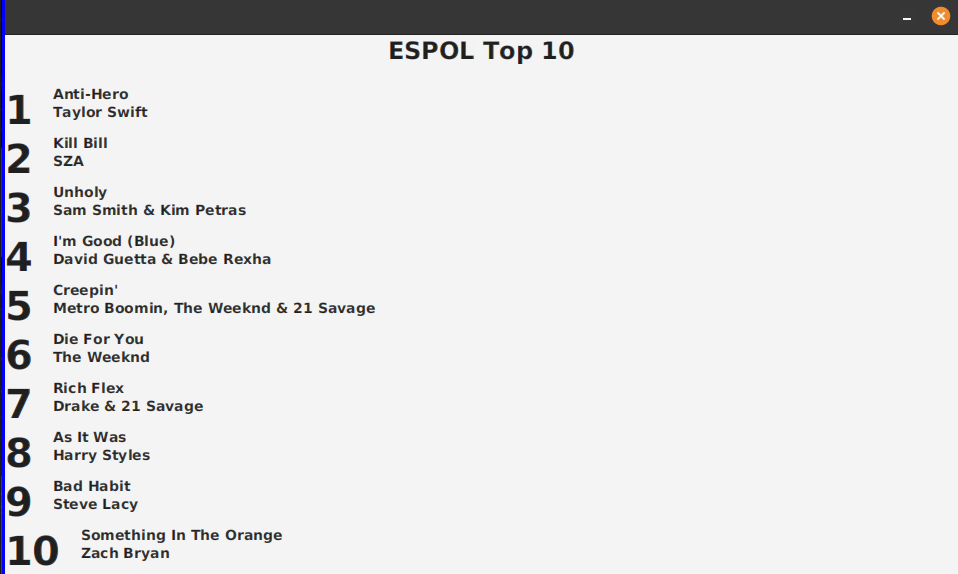 ESPOL Top 10
1
Anti-Hero
Taylor Swift
2
Kill Bill
SZA
3
Unholy
Sam Smith & Kim Petras
4
I'm Good (Blue)
David Guetta & Bebe Rexha
5
Creepin'
Metro Boomin, The Weeknd & 21 Savage
6
Die For You
The Weeknd
7
Rich Flex
Drake & 21 Savage
8
As It Was
Harry Styles
9
Bad Habit
Steve Lacy
10
Something In The Orange
Zach Bryan